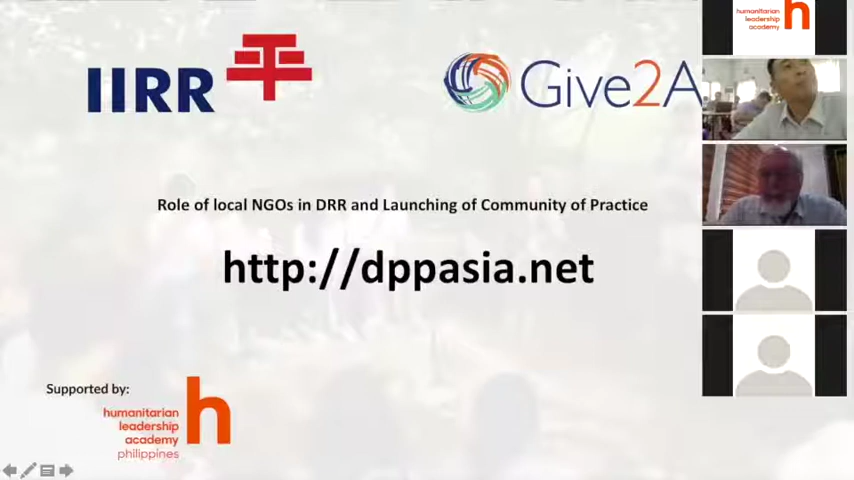 IIRR
Give2A
Role of local NGOs in DRR and Launching of Community of Practice
http://dppasia.net
Supported by:
humanitarian
leadership
academy
philippines
h
humanitarian
leadership
academy
h